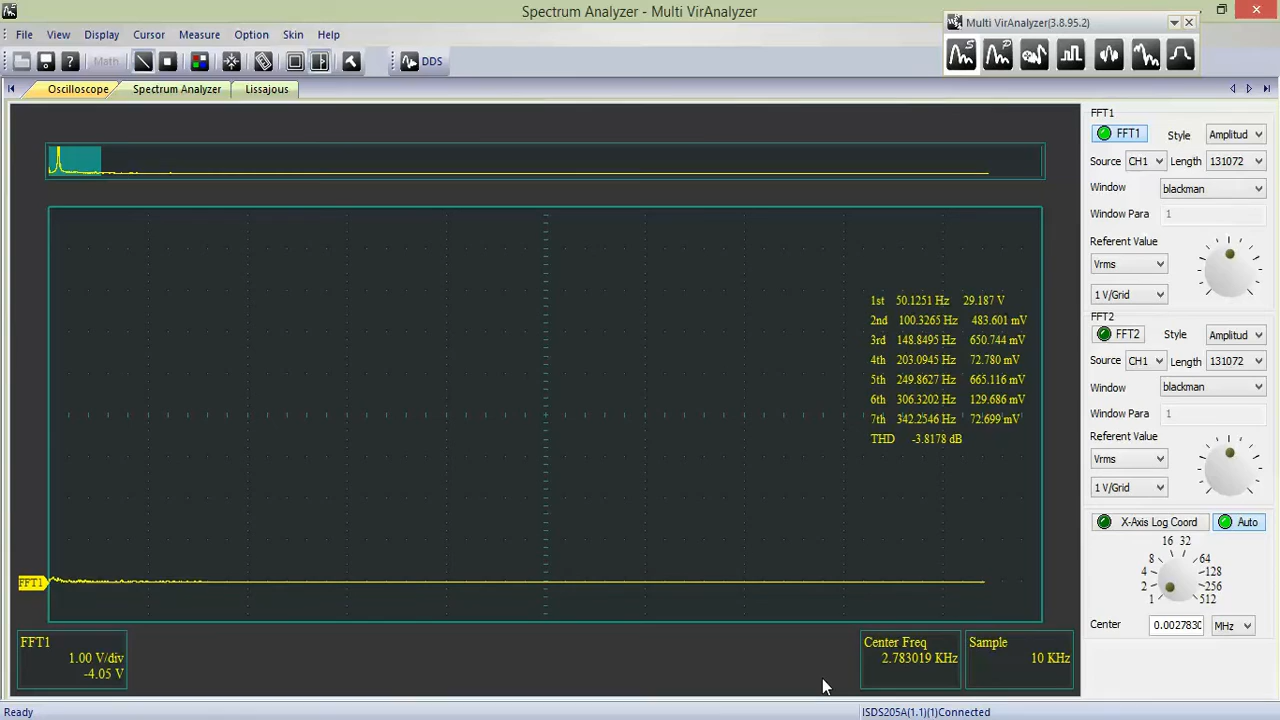 Spectrum Analyzer - Multi VirAnalyzer
Multi VirAnalyzer(3.8.95.2)
File View Display Cursor Measure Option Skin Help
Math DDS
Oscilloscope Spectrum Analyzer Lissajous
FFT1
FFT1 Style Amplitud
Source CH1 Length 131072
Window blackman
Window Para 1
Referent Value
Vrms
1 V/Grid
FFT2
FFT2 Style Amplitud
Source CH1 Length 131072
Window blackman
Window Para 1
Referent Value
Vrms
1 V/Grid
X-Axis Log Coord Auto
16 32
8 64
4 128
2 256
1 512
Center 0.002783 MHz
1st 50.1251 Hz 29.187 V
2nd 100.3265 Hz 483.601 mV
3rd 148.8495 Hz 650.744 mV
4th 203.0945 Hz 72.780 mV
5th 249.8627 Hz 665.116 mV
6th 306.3202 Hz 129.686 mV
7th 342.2546 Hz 72.699 mV
THD -3.8178 dB
FFT1
FFT1
1.00 V/div
-4.05 V
Center Freq
2.783019 KHz
Sample
10 KHz
Ready ISDS205A(1.1)(1)Connected